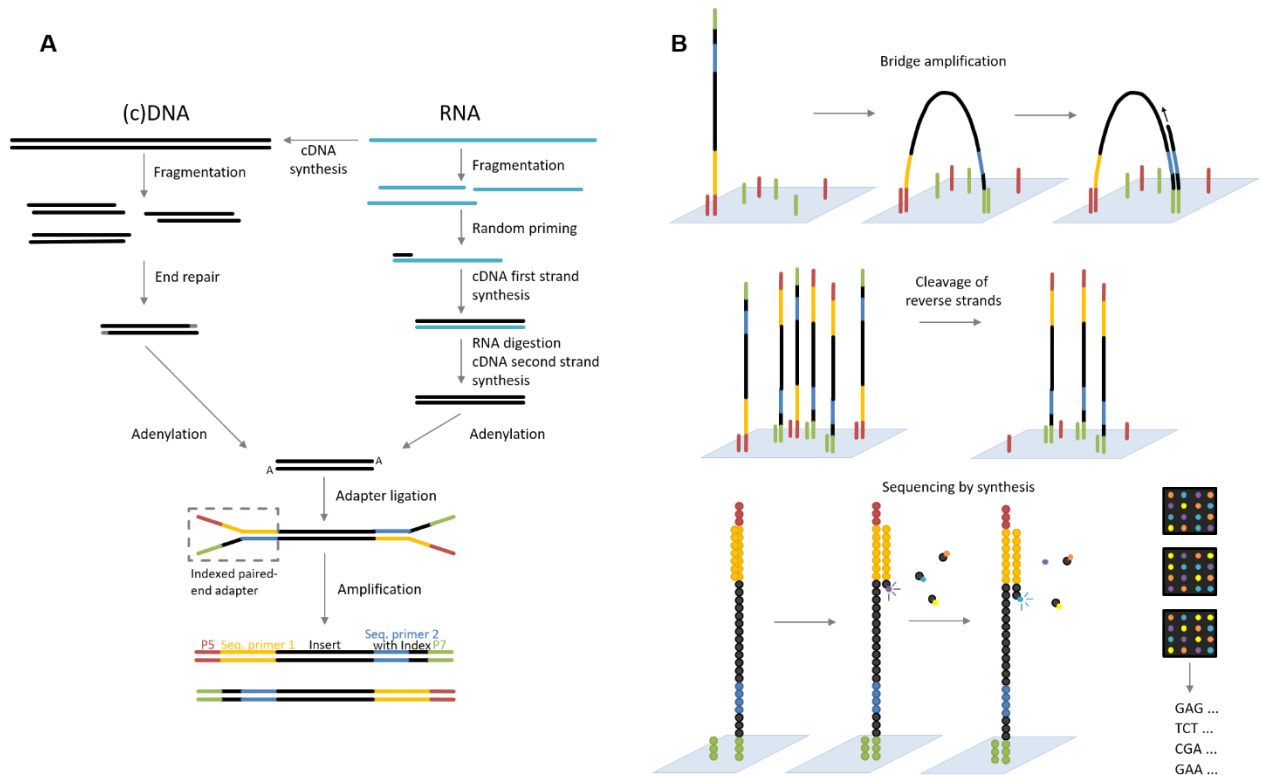 A
(c)DNA
RNA
cDNA
synthesis
Fragmentation
Fragmentation
Random priming
End repair
cDNA first strand
synthesis
RNA digestion
cDNA second strand
synthesis
Adenylation
Adenylation
A
A
Adapter ligation
Indexed paired-
end adapter
Amplification
P5 Seq. primer 1 Insert Seq. primer 2
with Index P7
B
Bridge amplification
Cleavage of
reverse strands
Sequencing by synthesis
GAG ...
TCT ...
CGA ...
GAA ...